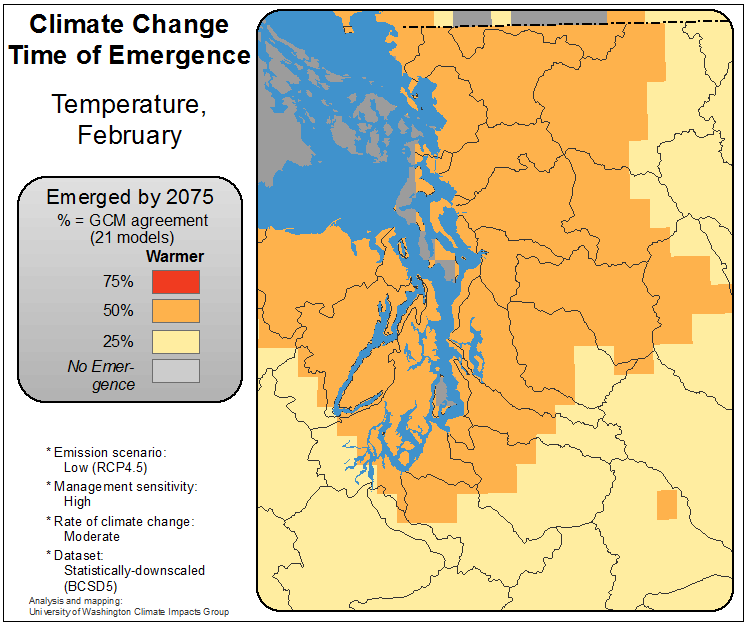 Climate Change
Time of Emergence
Temperature,
February
Emerged by 2075
% = GCM agreement
(21 models)
Warmer
75%
50%
25%
No Emer-
gence
* Emission scenario:
Low (RCP4.5)
* Management sensitivity:
High
* Rate of climate change:
Moderate
* Dataset:
Statistically-downscaled
(BCSD5)
Analysis and mapping:
University of Washington Climate Impacts Group